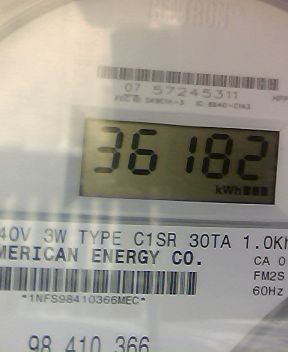 07 57245311
36182
kWh
40V 3W TYPE C1SR 30TA 1.0Kh
MERICAN ENERGY CO.
CA 0
FM2S
60Hz
*1NFS98410366MEC*
98 410 366